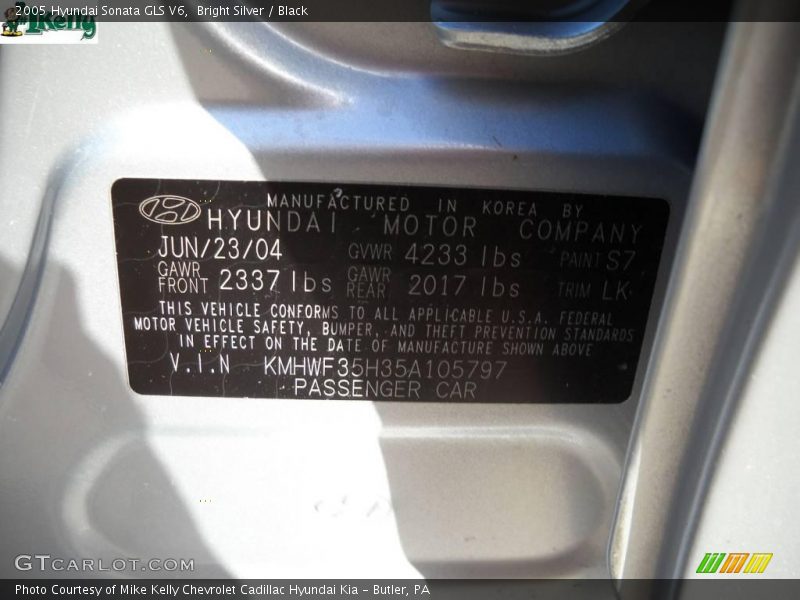 2005 Hyundai Sonata GLS V6,  Bright Silver / Black
Kelly
MANUFACTURED IN KOREA BY
HYUNDAI MOTOR COMPANY
JUN/23/04 GVWR 4233 lbs PAINT S7
GAWR FRONT 2337 lbs GAWR REAR 2017 lbs TRIM LK
THIS VEHICLE CONFORMS TO ALL APPLICABLE U.S.A. FEDERAL
MOTOR VEHICLE SAFETY, BUMPER, AND THEFT PREVENTION STANDARDS
IN EFFECT ON THE DATE OF MANUFACTURE SHOWN ABOVE
V.I.N KMHWF35H35A105797
PASSENGER CAR
GTCARLOT.COM
Photo Courtesy of Mike Kelly Chevrolet Cadillac Hyundai Kia - Butler, PA